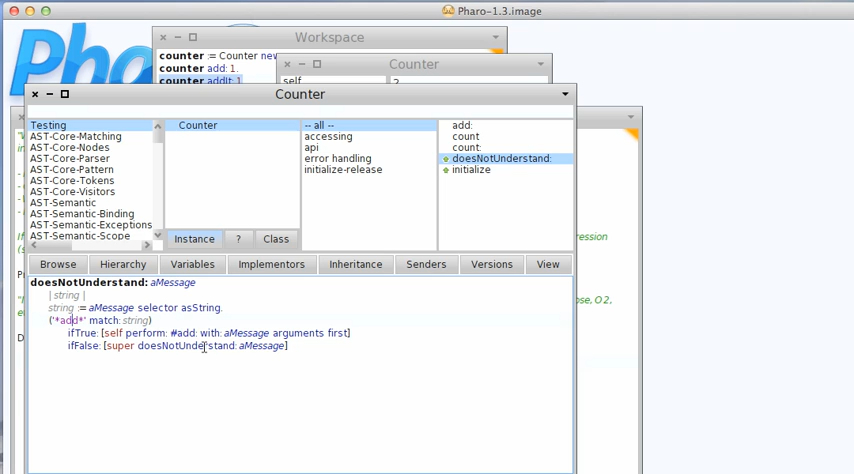 Pharo-1.3.image
Pha
Workspace
counter := Counter new
counter add: 1.
counter addIt: 1
Counter
self
2
Counter
Testing
AST-Core-Matching
AST-Core-Nodes
AST-Core-Parser
AST-Core-Pattern
AST-Core-Tokens
AST-Core-Visitors
AST-Semantic
AST-Semantic-Binding
AST-Semantic-Exceptions
AST-Semantic-Scope
Counter
Instance
?
Class
-- all --
accessing
api
error handling
initialize-release
add:
count
count:
doesNotUnderstand:
initialize
Browse
Hierarchy
Variables
Implementors
Inheritance
Senders
Versions
View
doesNotUnderstand: aMessage
| string |
string := aMessage selector asString.
('*add*' match: string)
ifTrue: [self perform: #add: with: aMessage arguments first]
ifFalse: [super doesNotUnderstand: aMessage]